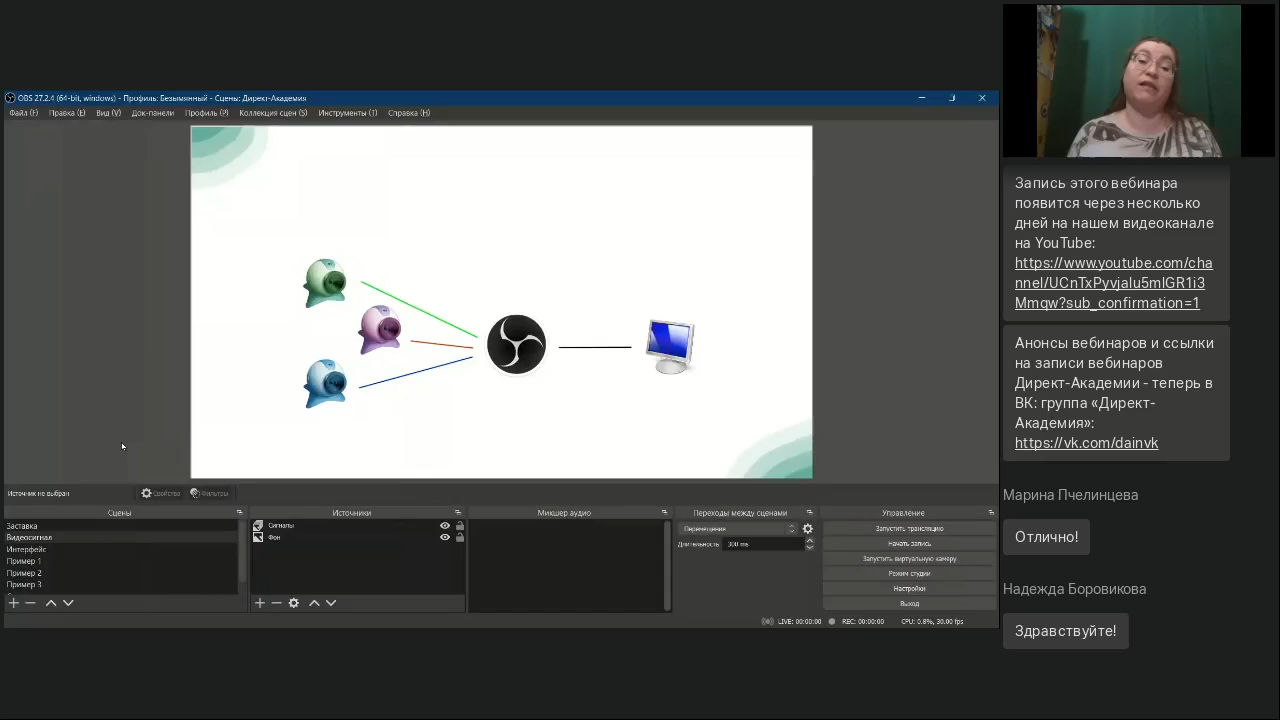 OBS 27.2.4 (64-bit, windows) - Профиль: Безымянный - Сцены: Директ-Академия
Файл (F) Правка (E) Вид (V) Док-панели Профиль (P) Коллекция сцен (S) Инструменты (T) Справка (H)
Источник не выбран Свойства Фильтры
Сцены Источники Микшер аудио Переходы между сценами Управление
Заставка
Видеосигнал
Интерфейс
Пример 1
Пример 2
Пример 3
Сигналы
Фон
Перемещения
Длительность 300 ms
Запустить трансляцию
Начать запись
Запустить виртуальную камеру
Режим студии
Настройки
Выход
LIVE: 00:00:00 REC: 00:00:00 CPU: 0.8%, 30.00 fps
Запись этого вебинара
появится через несколько
дней на нашем видеоканале
на YouTube:
https://www.youtube.com/cha
nnel/UCnTxPyvjalu5mlGR1i3
Mmqw?sub_confirmation=1
Анонсы вебинаров и ссылки
на записи вебинаров
Директ-Академии - теперь в
ВК: группа «Директ-
Академия»:
https://vk.com/dainvk
Марина Пчелинцева
Отлично!
Надежда Боровикова
Здравствуйте!